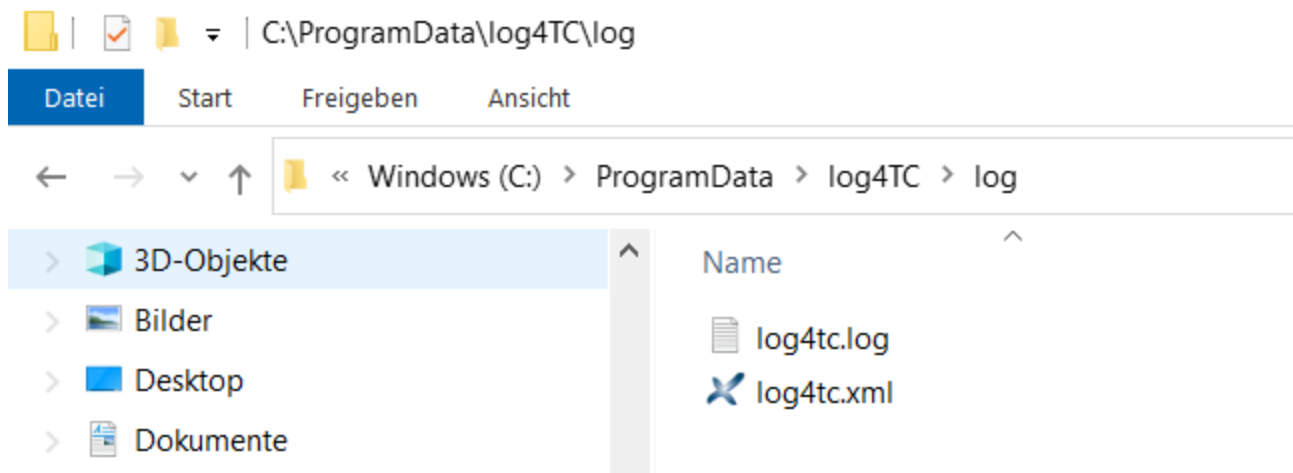 C:\ProgramData\log4TC\log
Datei Start Freigeben Ansicht
« Windows (C:) > ProgramData > log4TC > log
3D-Objekte
Bilder
Desktop
Dokumente
Name
log4tc.log
log4tc.xml